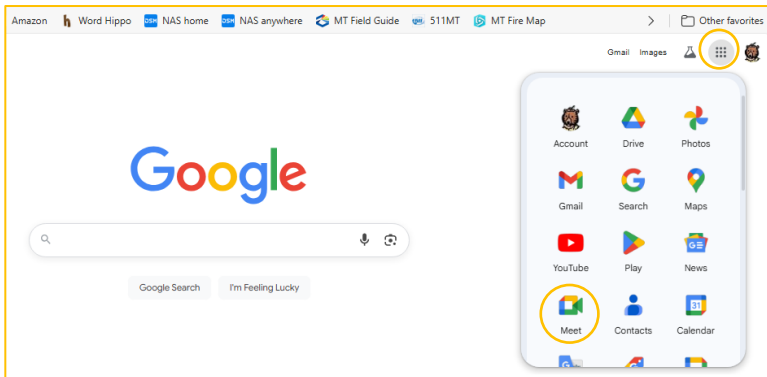 Amazon Word Hippo NAS home NAS anywhere MT Field Guide 511MT MT Fire Map > Other favorites
Gmail Images
Account Drive Photos
Google
Gmail Search Maps
YouTube Play News
Google Search I'm Feeling Lucky
Meet Contacts Calendar